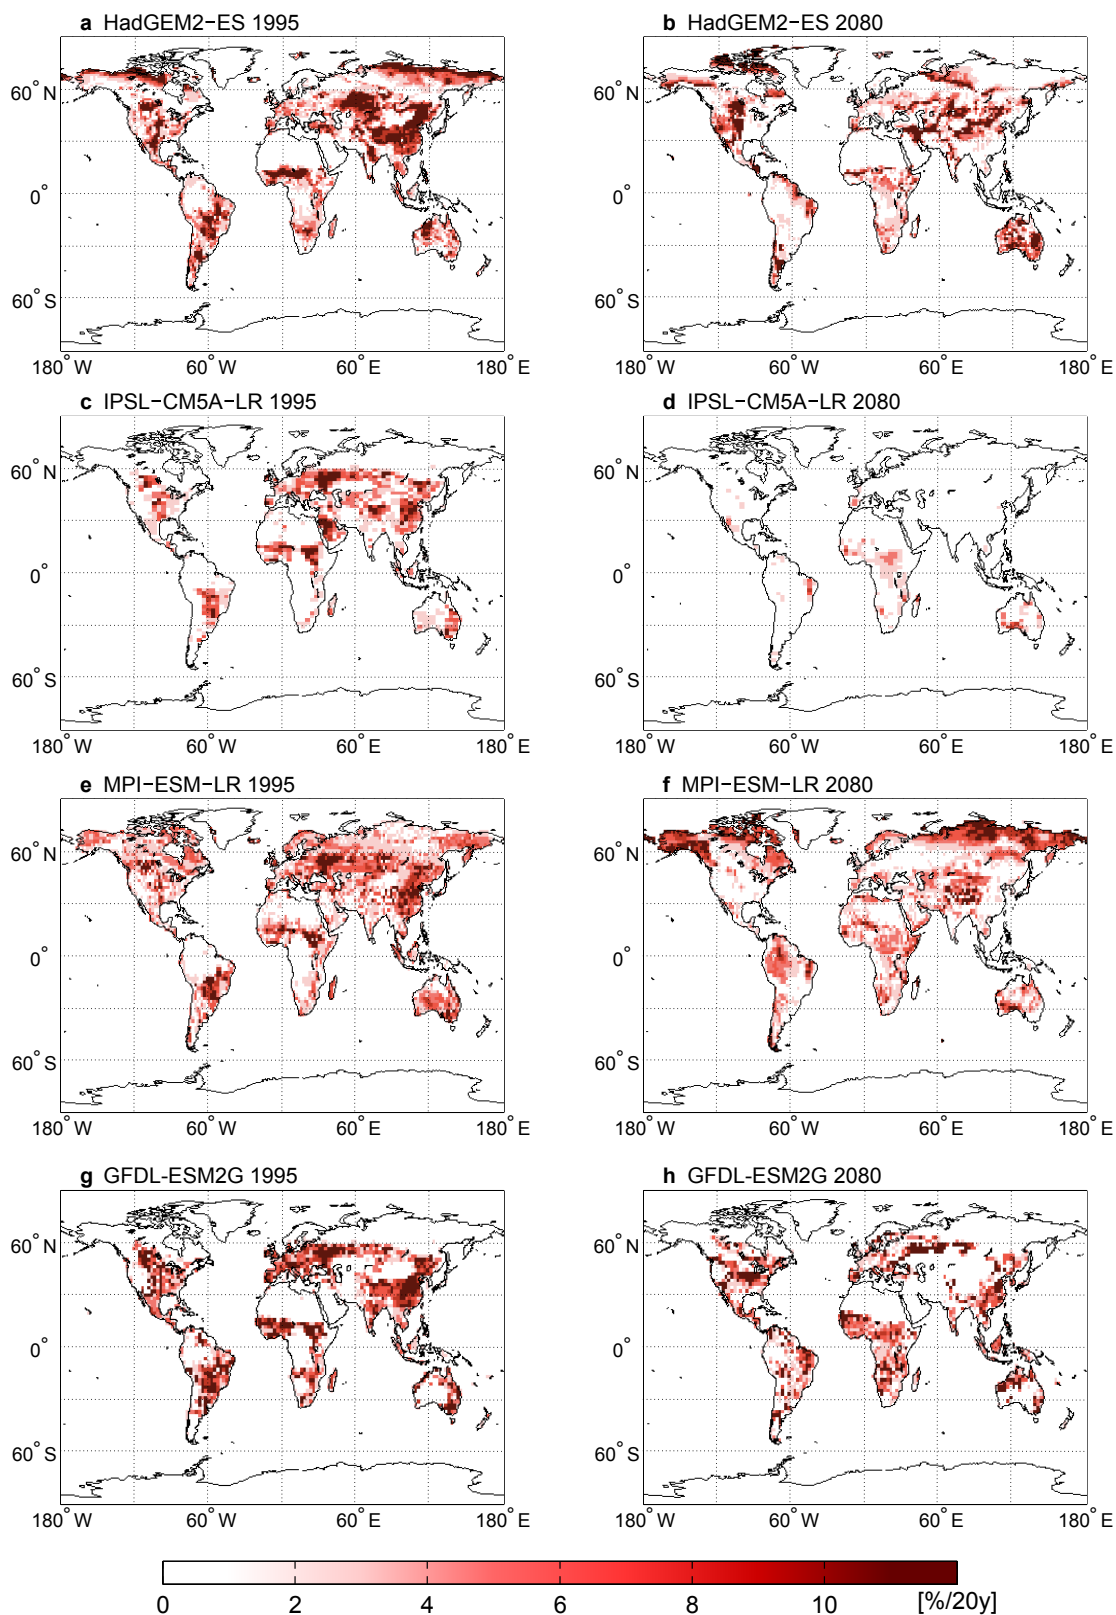 a HadGEM2−ES 1995
b HadGEM2−ES 2080
60° N
0°
60° S
180° W
60° W
60° E
180° E
60° N
0°
60° S
180° W
60° W
60° E
180° E
c IPSL−CM5A−LR 1995
d IPSL−CM5A−LR 2080
60° N
0°
60° S
180° W
60° W
60° E
180° E
60° N
0°
60° S
180° W
60° W
60° E
180° E
e MPI−ESM−LR 1995
f MPI−ESM−LR 2080
60° N
0°
60° S
180° W
60° W
60° E
180° E
60° N
0°
60° S
180° W
60° W
60° E
180° E
g GFDL-ESM2G 1995
h GFDL-ESM2G 2080
60° N
0°
60° S
180° W
60° W
60° E
180° E
60° N
0°
60° S
180° W
60° W
60° E
180° E
0 2 4 6 8 10 [%/20y]